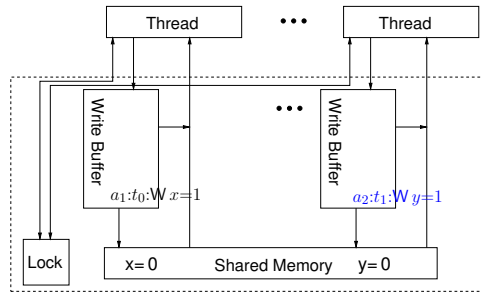 Thread
•••
Thread
Write Buffer
a₁:t₀:W x=1
•••
Write Buffer
a₂:t₁:W y=1
Lock
x= 0
Shared Memory
y= 0